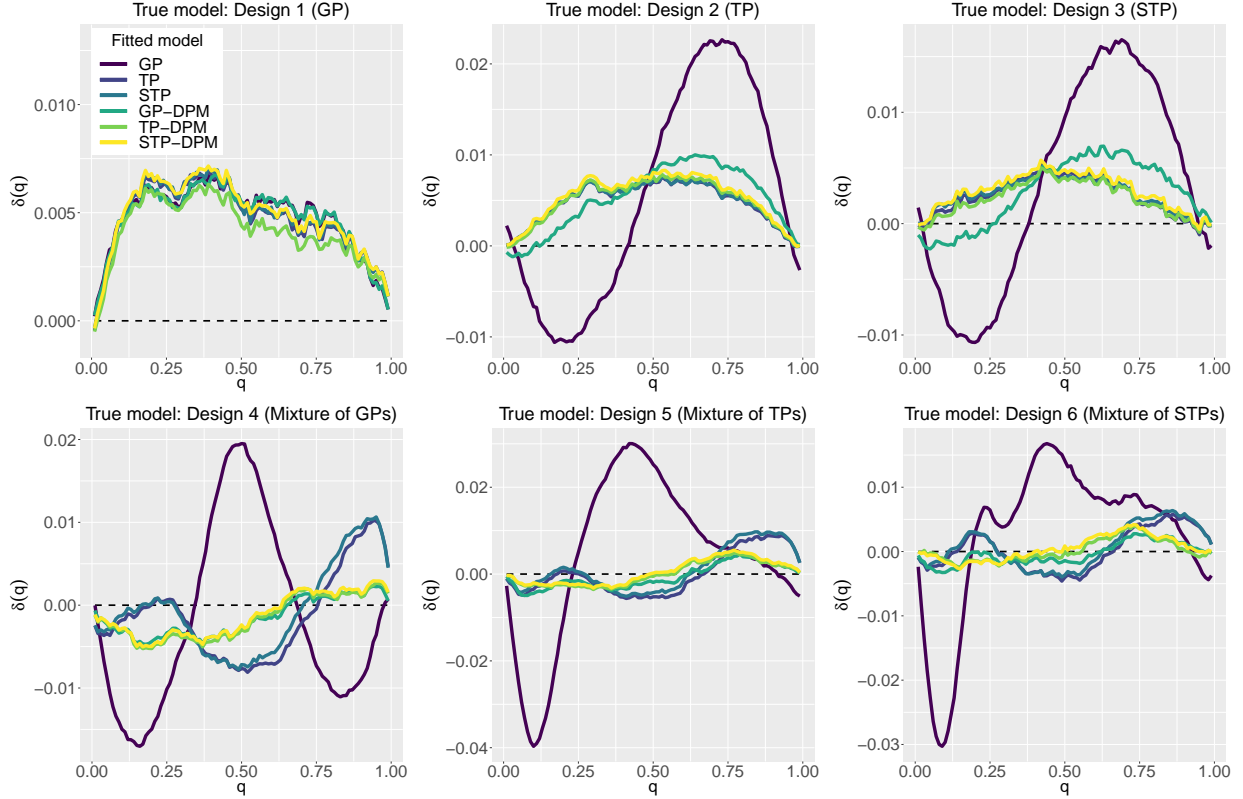 True model: Design 1 (GP)
Fitted model
GP
TP
STP
GP−DPM
TP−DPM
STP−DPM
δ(q)
0.010
0.005
0.000
0.00
0.25
0.50
0.75
1.00
q
True model: Design 2 (TP)
δ(q)
0.02
0.01
0.00
−0.01
0.00
0.25
0.50
0.75
1.00
q
True model: Design 3 (STP)
δ(q)
0.01
0.00
−0.01
0.00
0.25
0.50
0.75
1.00
q
True model: Design 4 (Mixture of GPs)
δ(q)
0.02
0.01
0.00
−0.01
0.00
0.25
0.50
0.75
1.00
q
True model: Design 5 (Mixture of TPs)
δ(q)
0.02
0.00
−0.02
−0.04
0.00
0.25
0.50
0.75
1.00
q
True model: Design 6 (Mixture of STPs)
δ(q)
0.01
0.00
−0.01
−0.02
−0.03
0.00
0.25
0.50
0.75
1.00
q